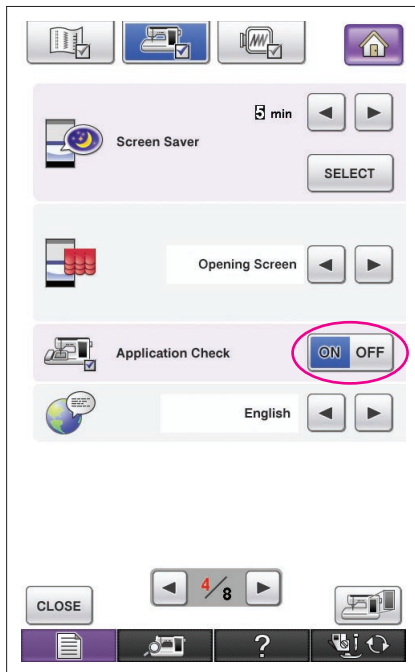 5 min
Screen Saver
SELECT
Opening Screen
Application Check
ON OFF
English
4/8
CLOSE
?